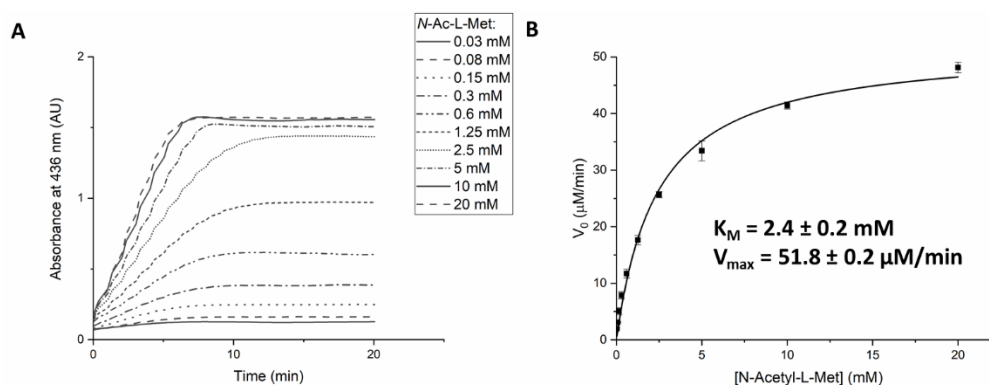 A
Absorbance at 436 nm (AU)
2
1
0
0
10
20
Time (min)
N-Ac-L-Met:
0.03 mM
0.08 mM
0.15 mM
0.3 mM
0.6 mM
1.25 mM
2.5 mM
5 mM
10 mM
20 mM
B
V0 (µM/min)
50
40
30
20
10
0
0
5
10
15
20
[N-Acetyl-L-Met] (mM)
KM = 2.4 ± 0.2 mM
Vmax = 51.8 ± 0.2 µM/min